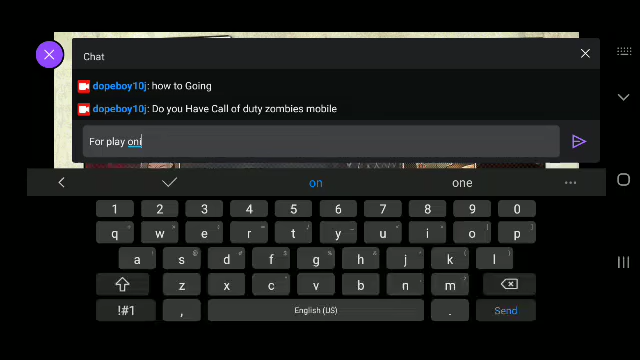 Chat
dopeboy10j: how to Going
dopeboy10j: Do you Have Call of duty zombies mobile
For play oni
on one ...
1 2 3 4 5 6 7 8 9 0
q w e r t y u i o p
a s d f g h j k l
z x c v b n m
!#1 , English (US) . Send